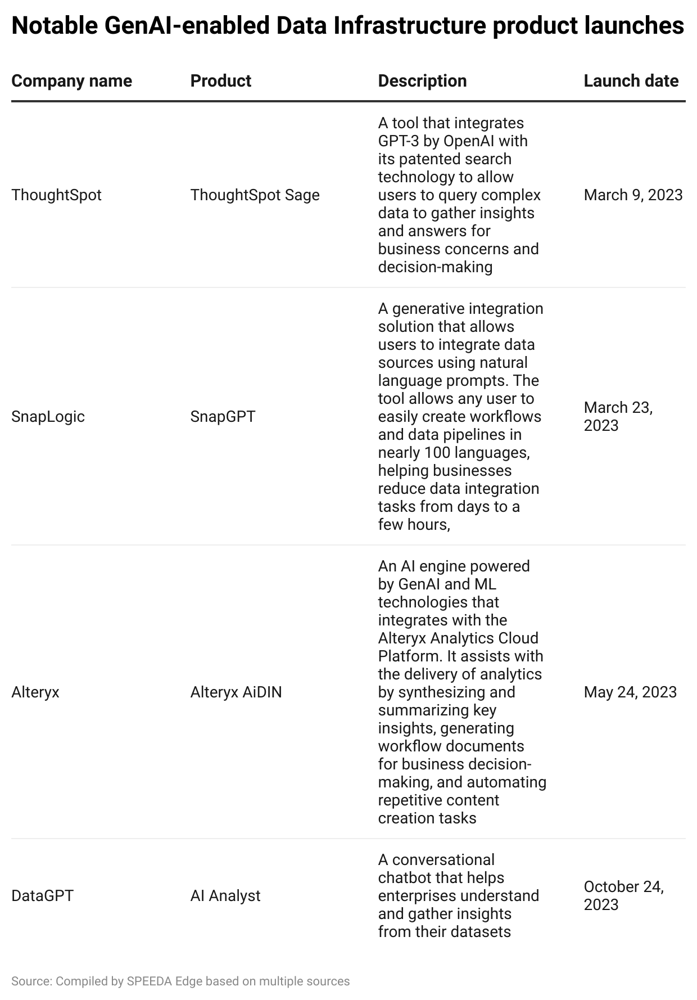 Notable GenAI-enabled Data Infrastructure product launches
Company name Product Description Launch date
A tool that integrates
GPT-3 by OpenAI with
its patented search
technology to allow
ThoughtSpot ThoughtSpot Sage users to query complex March 9, 2023
data to gather insights
and answers for
business concerns and
decision-making
A generative integration
solution that allows
users to integrate data
sources using natural
language prompts. The
tool allows any user to
SnapLogic SnapGPT easily create workflows March 23,
2023
and data pipelines in
nearly 100 languages,
helping businesses
reduce data integration
tasks from days to a
few hours,
An AI engine powered
by GenAI and ML
technologies that
integrates with the
Alteryx Analytics Cloud
Platform. It assists with
the delivery of analytics
Alteryx Alteryx AiDIN by synthesizing and May 24, 2023
summarizing key
insights, generating
workflow documents
for business decision-
making, and automating
repetitive content
creation tasks
A conversational
chatbot that helps
DataGPT AI Analyst enterprises understand October 24,
2023
and gather insights
from their datasets
Source: Compiled by SPEEDA Edge based on multiple sources